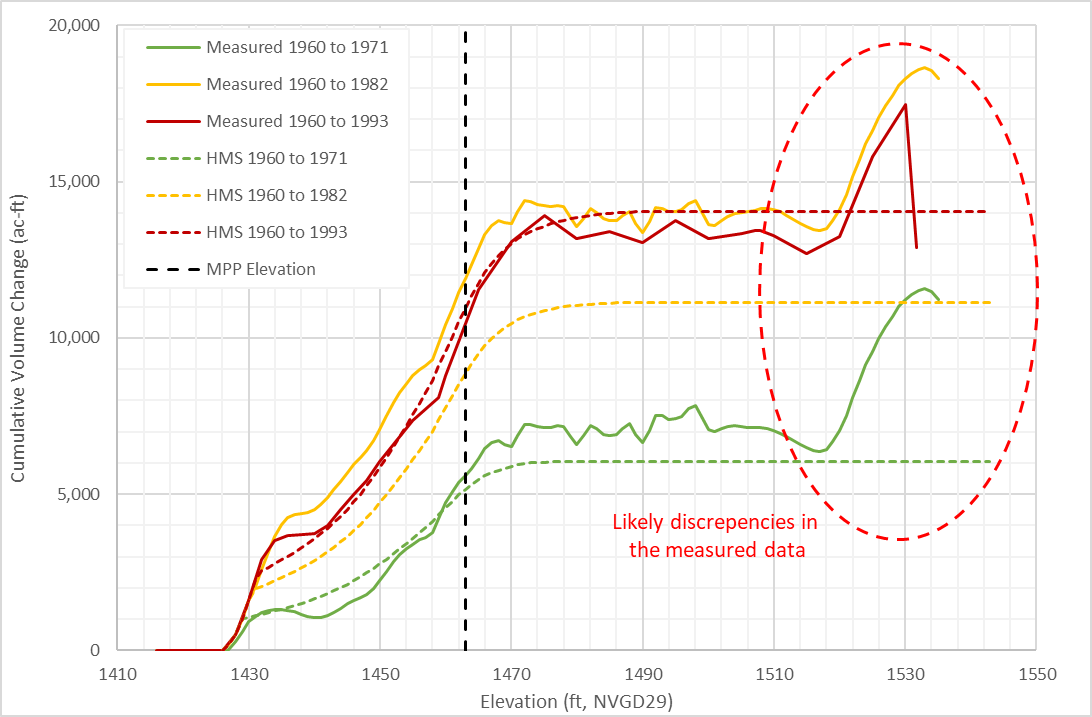 20,000
15,000
10,000
5,000
0
Cumulative Volume Change (ac-ft)
Measured 1960 to 1971
Measured 1960 to 1982
Measured 1960 to 1993
HMS 1960 to 1971
HMS 1960 to 1982
HMS 1960 to 1993
MPP Elevation
Likely discrepencies in
the measured data
1410
1430
1450
1470
1490
1510
1530
1550
Elevation (ft, NVGD29)